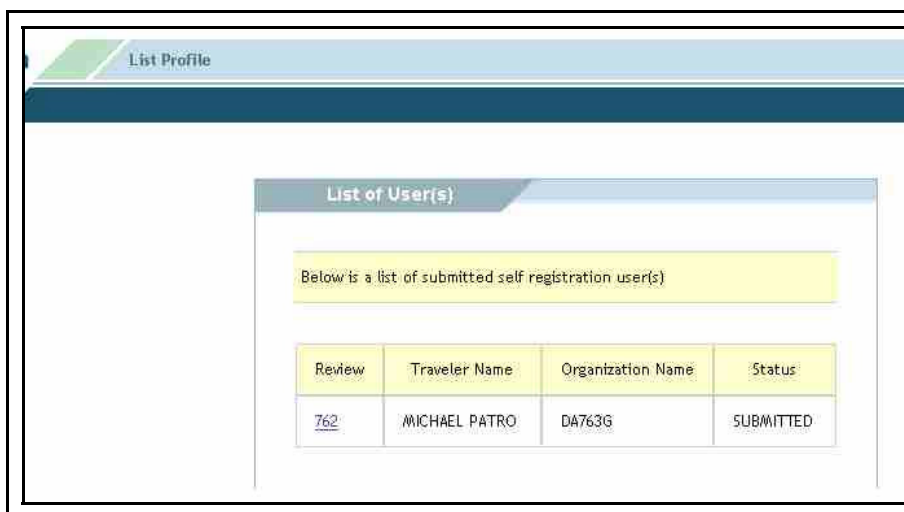 List Profile
List of User(s)
Below is a list of submitted self registration user(s)
Review Traveler Name Organization Name Status
762 MICHAEL PATRO DA763G SUBMITTED